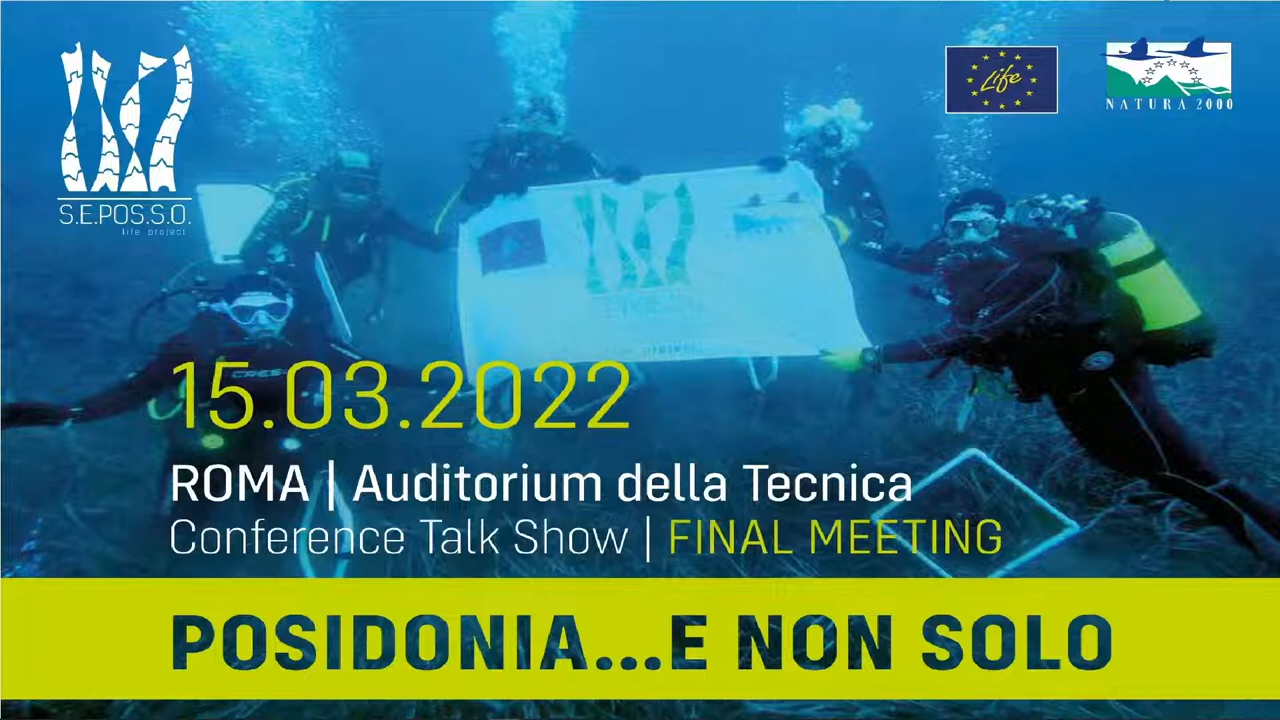 S.E.POS.S.O.
life project
Life
NATURA 2000
CRES
15.03.2022
ROMA | Auditorium della Tecnica
Conference Talk Show | FINAL MEETING
POSIDONIA...E NON SOLO